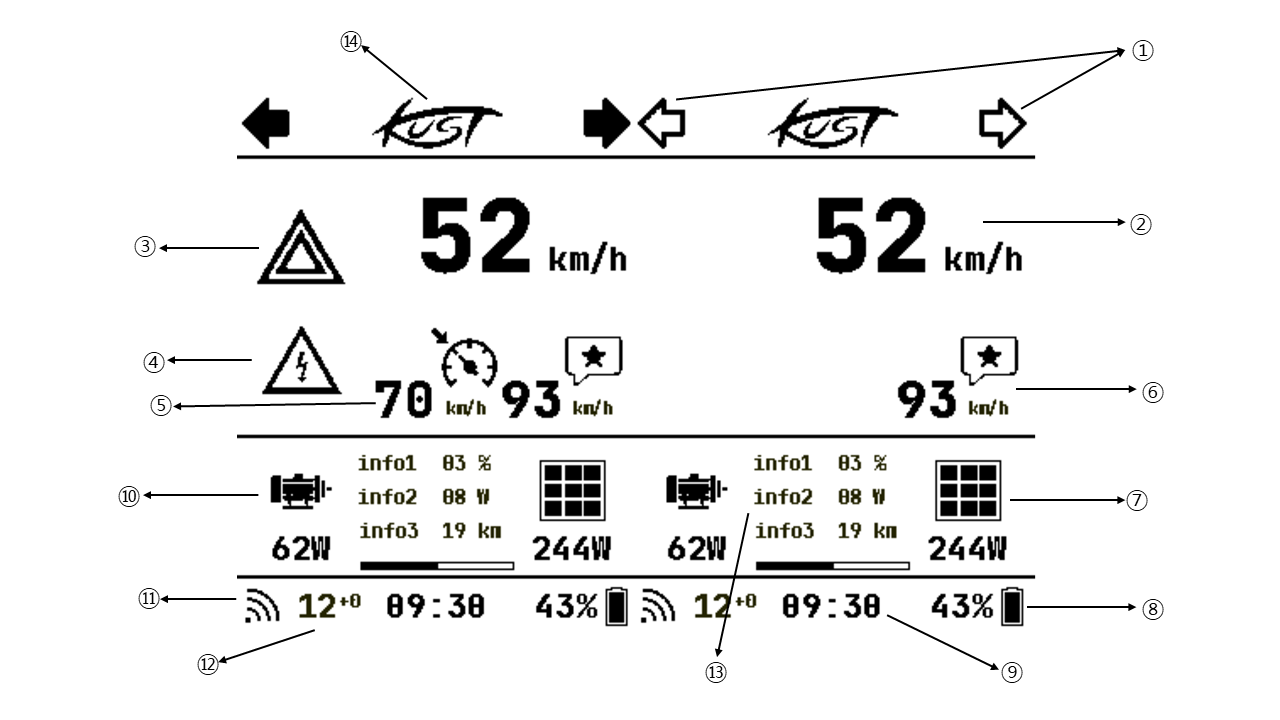 ⑭ ①
KUST KUST
52 km/h 52 km/h
②
③
④
70 km/h 93 km/h 93 km/h
⑤ ⑥
info1 03 % info1 03 %
info2 08 W info2 08 W
⑩ ⑦
info3 19 km info3 19 km
62W 244W 62W 244W
⑪ 12+0 09:30 43% 12+0 09:30 43% ⑧
⑫ ⑬ ⑨